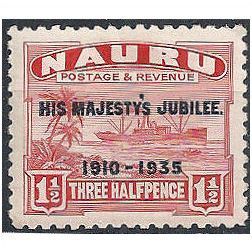 NAURU
POSTAGE & REVENUE
HIS MAJESTY'S JUBILEE.
1910-1935
1½ THREE HALFPENCE 1½